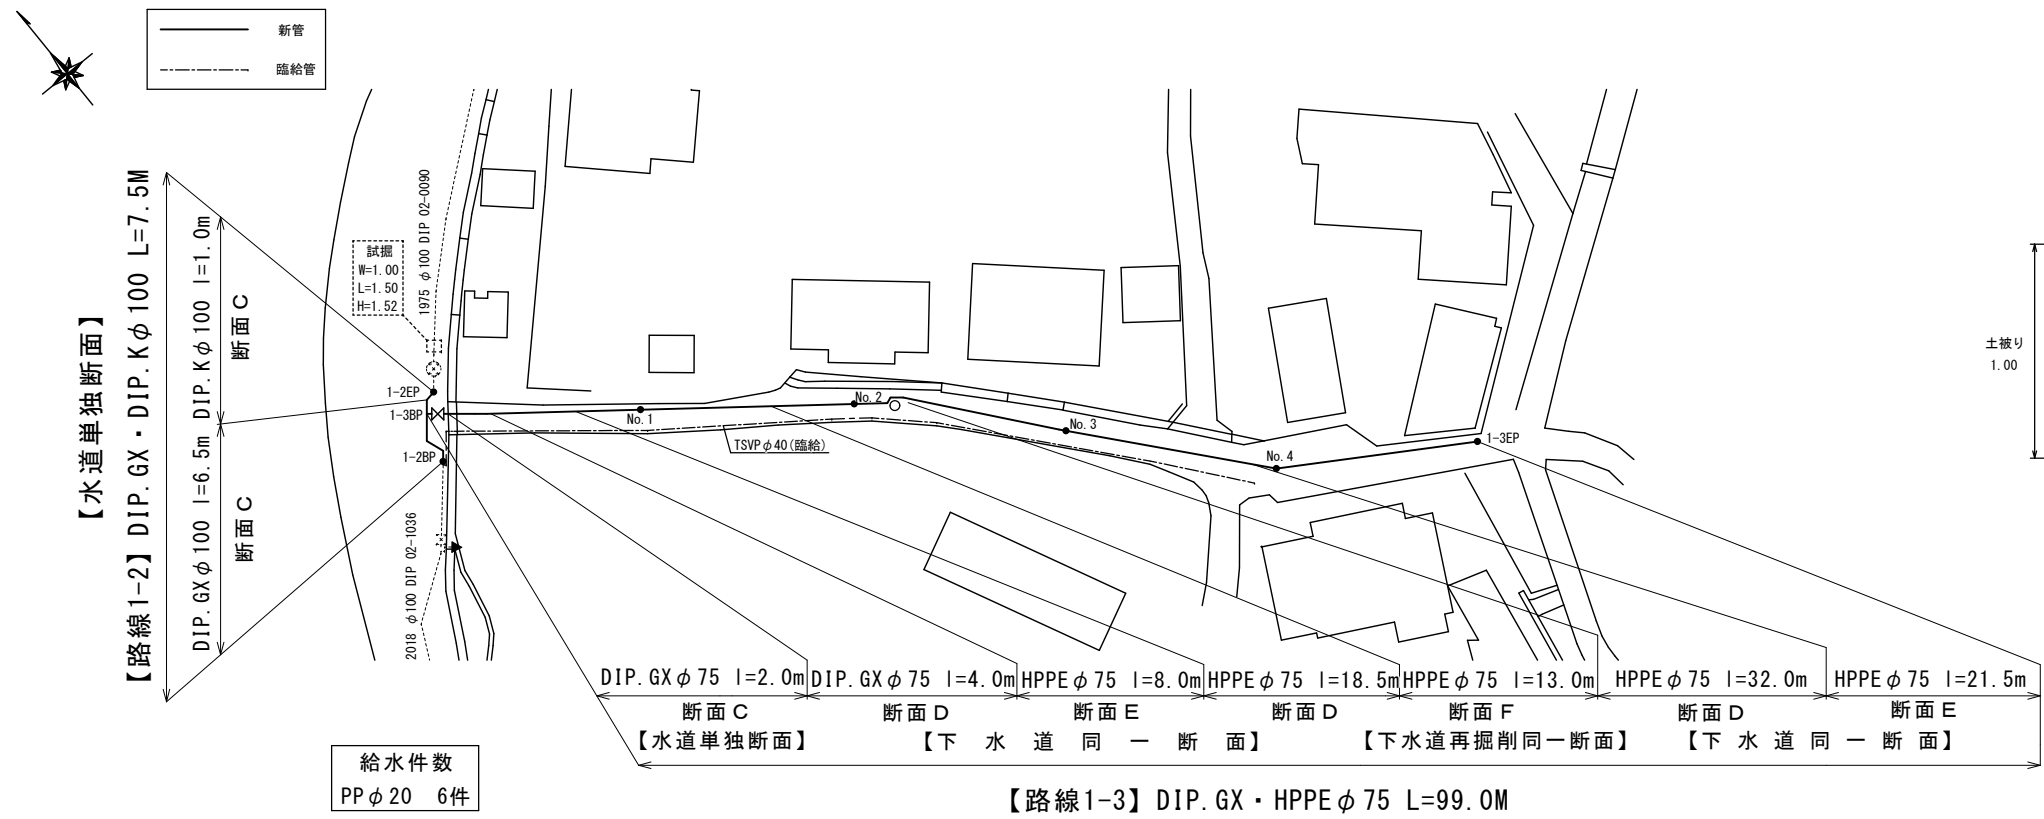 新管
臨給管
【水道単独断面】
【路線1-2】DIP.GX・DIP.Kφ100 L=7.5M
DIP.Kφ100 l=1.0m
断面C
DIP.GXφ100 l=6.5m
断面C
試掘
W=1.00
L=1.50
H=1.52
1975 φ100 DIP 02-0090
1-2EP
1-3BP
1-2BP
2018 φ100 DIP 02-1036
No.1
No.2
No.3
No.4
1-3EP
TSVPφ40(臨給)
土被り
1.00
DIP.GXφ75 l=2.0m
DIP.GXφ75 l=4.0m
HPPEφ75 l=8.0m
HPPEφ75 l=18.5m
HPPEφ75 l=13.0m
HPPEφ75 l=32.0m
HPPEφ75 l=21.5m
断面C
断面D
断面E
断面D
断面F
断面D
断面E
【水道単独断面】
【下水道同一断面】
【下水道再掘削同一断面】
【下水道同一断面】
【路線1-3】DIP.GX・HPPEφ75 L=99.0M
給水件数
PPφ20 6件